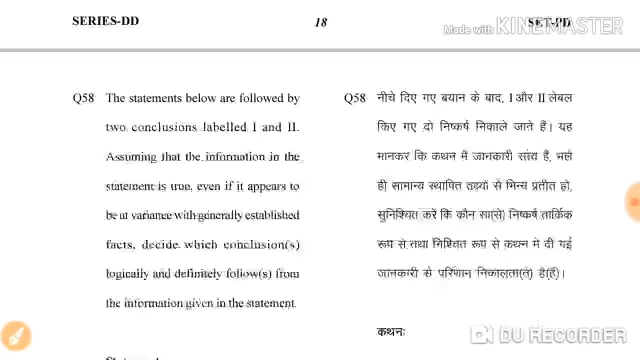 SERIES-DD
18
SET-PD
Made with KINEMASTER
Q58 The statements below are followed by
two conclusions labelled I and II.
Assuming that the information in the
statement is true, even if it appears to
be at variance with generally established
facts, decide which conclusion(s)
logically and definitely follow(s) from
the information given in the statement.
Q58 नीचे दिए गए बयान के बाद, I और II लेबल
किए गए दो निष्कर्ष निकाले जाते हैं। यह
मानकर कि कथन में जानकारी सत्य है, भले
ही सामान्य स्थापित तथ्यों से भिन्न प्रतीत हो,
सुनिश्चित करें कि कौन सा(से) निष्कर्ष तार्किक
रूप से तथा निश्चित रूप से कथन में दी गई
जानकारी से परिणाम निकालता(ते) है(हैं)।
कथनः
DU RECORDER